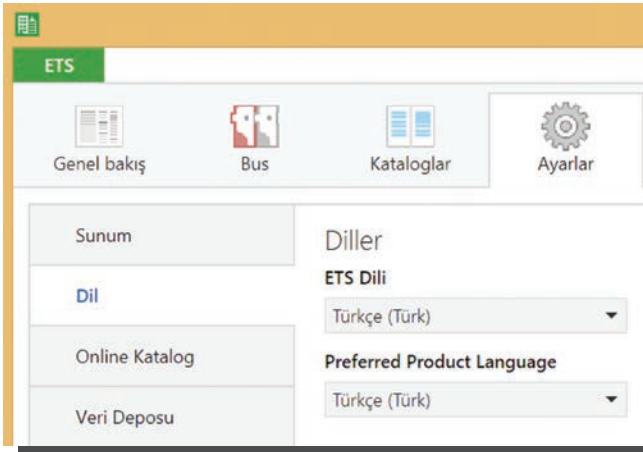 ETS
Genel bakış
Bus
Kataloglar
Ayarlar
Sunum
Dil
Online Katalog
Veri Deposu
Diller
ETS Dili
Türkçe (Türk)
Preferred Product Language
Türkçe (Türk)